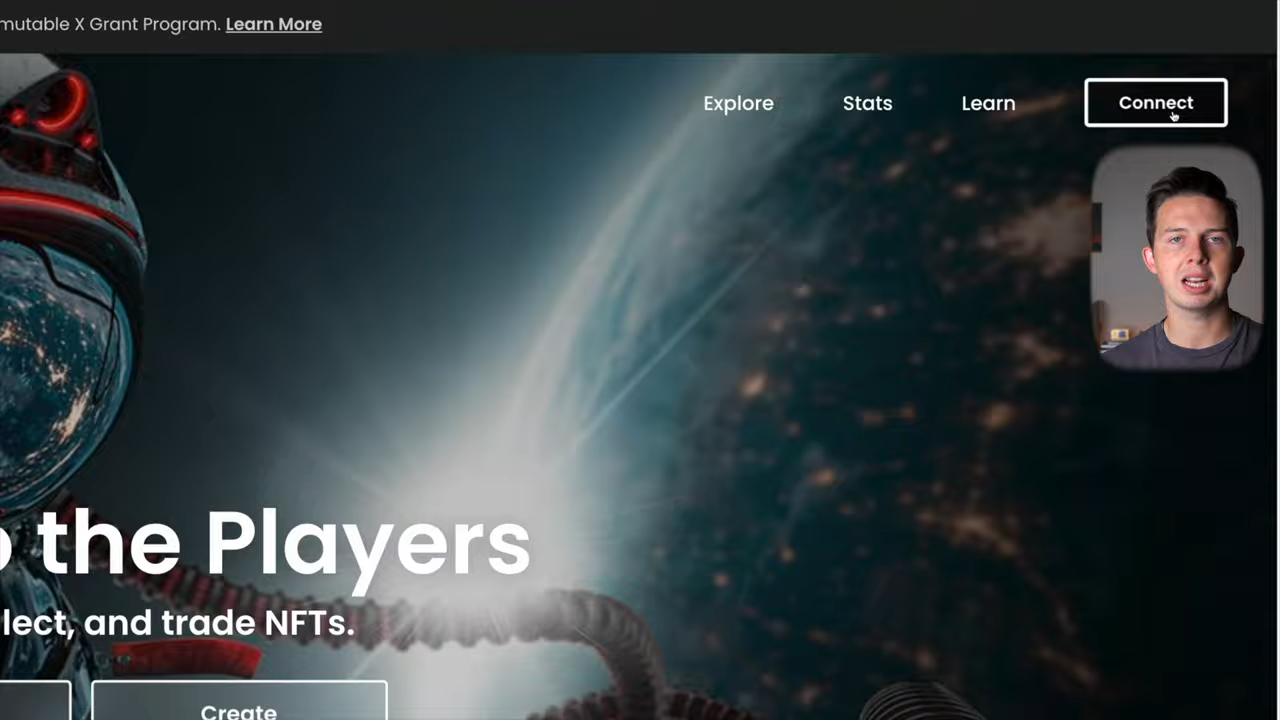 mutable X Grant Program. Learn More
Explore Stats Learn Connect
the Players
lect, and trade NFTs.
Create